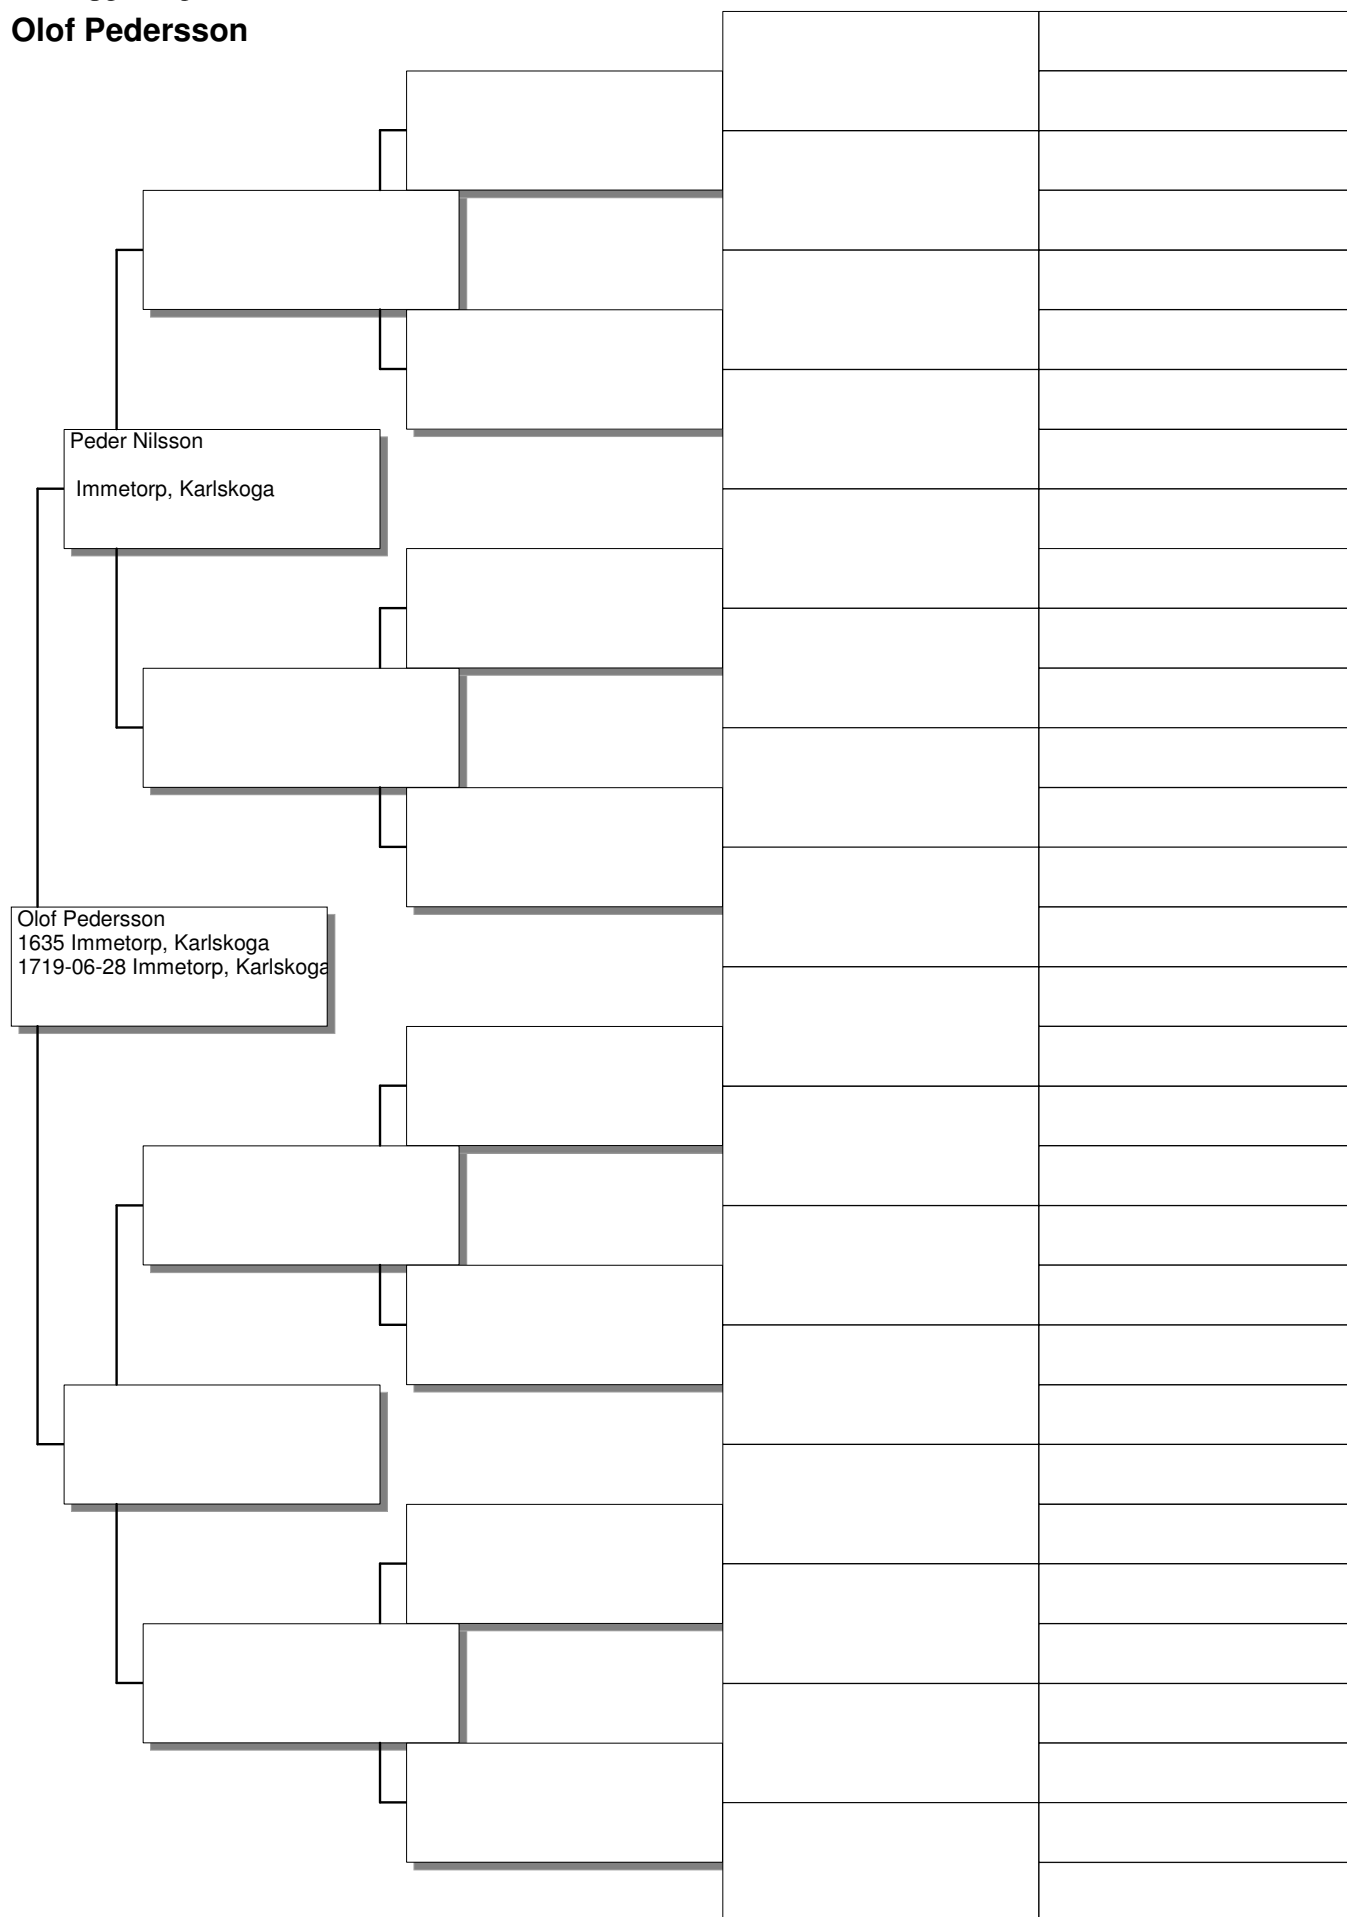 Olof Pedersson
Peder Nilsson
Immetorp, Karlskoga
Olof Pedersson
1635 Immetorp, Karlskoga
1719-06-28 Immetorp, Karlskoga